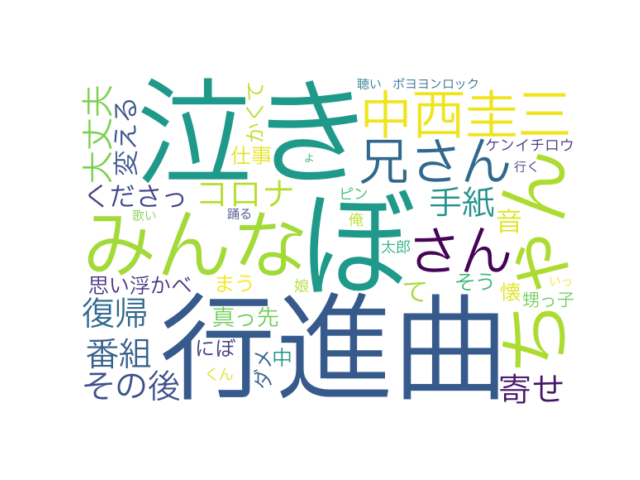 聴い
ボヨヨンロック
大丈夫
変える
泣き
かくて
中西圭三
仕事
ょ
兄さん
ケンイチロウ
行く
くださっ
コロナ
ピン
手紙
ちゃん
歌い
踊る
みんな
ぼ
俺
音
太郎
さん
思い浮かべ
まう
娘
て
そう
懐
甥っ子
いっ
復帰
真っ先
行進曲
番組
にぼ
ダメ
中
その後
くん
寄せ